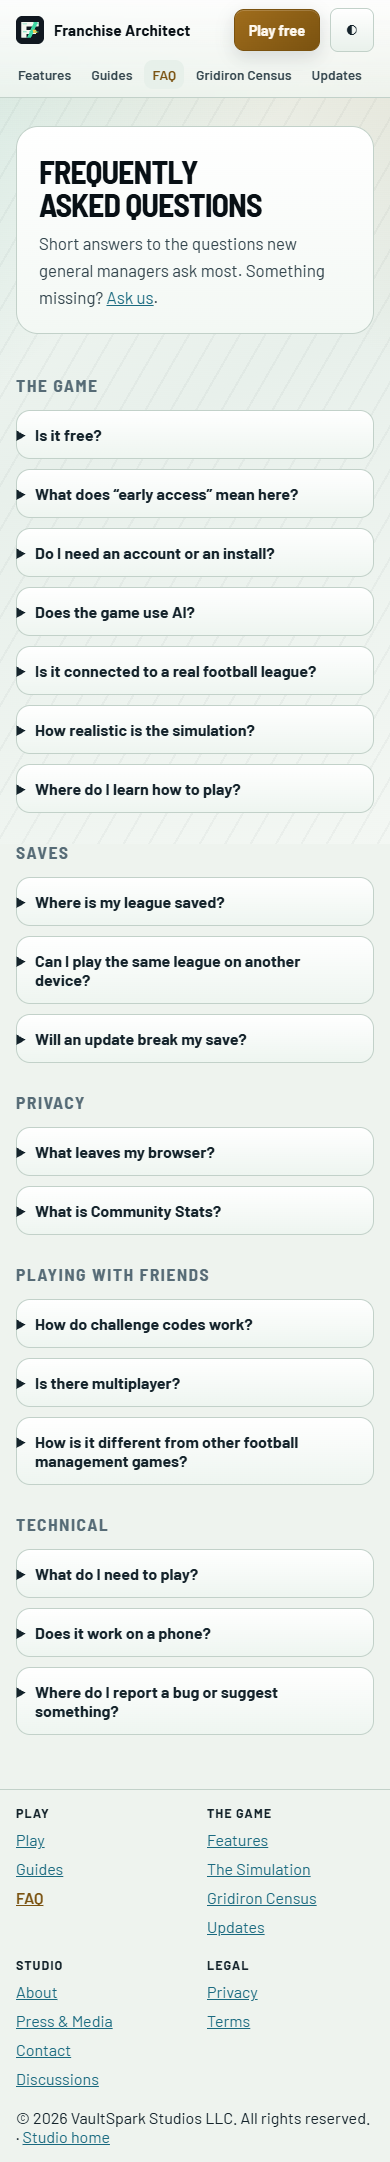 Franchise Architect
Play free
Features Guides FAQ Gridiron Census Updates
FREQUENTLY
ASKED QUESTIONS
Short answers to the questions new
general managers ask most. Something
missing? Ask us.
THE GAME
Is it free?
What does “early access” mean here?
Do I need an account or an install?
Does the game use AI?
Is it connected to a real football league?
How realistic is the simulation?
Where do I learn how to play?
SAVES
Where is my league saved?
Can I play the same league on another
device?
Will an update break my save?
PRIVACY
What leaves my browser?
What is Community Stats?
PLAYING WITH FRIENDS
How do challenge codes work?
Is there multiplayer?
How is it different from other football
management games?
TECHNICAL
What do I need to play?
Does it work on a phone?
Where do I report a bug or suggest
something?
PLAY
Play
Guides
FAQ
THE GAME
Features
The Simulation
Gridiron Census
Updates
STUDIO
About
Press & Media
Contact
Discussions
LEGAL
Privacy
Terms
© 2026 VaultSpark Studios LLC. All rights reserved.
· Studio home